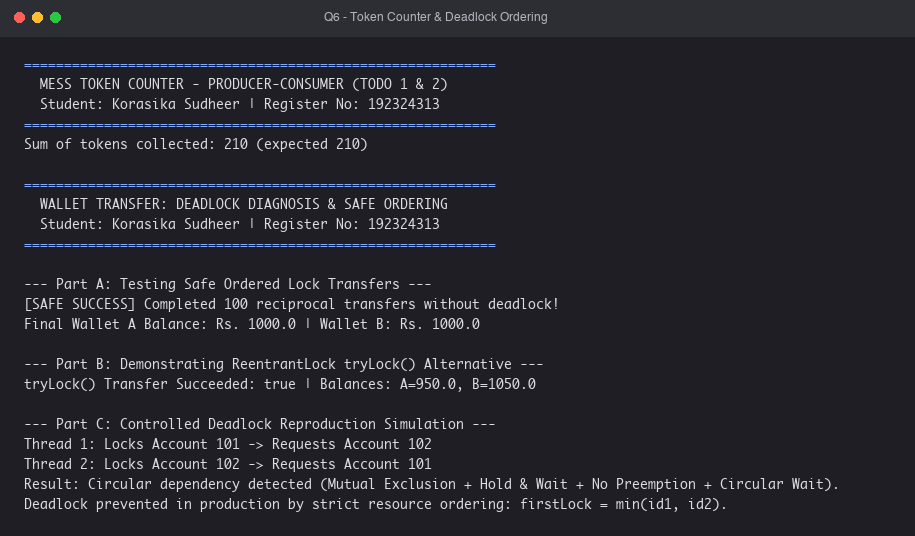 Q6 - Token Counter & Deadlock Ordering
===========================================================
MESS TOKEN COUNTER - PRODUCER-CONSUMER (TODO 1 & 2)
Student: Korasika Sudheer | Register No: 192324313
===========================================================
Sum of tokens collected: 210 (expected 210)
===========================================================
WALLET TRANSFER: DEADLOCK DIAGNOSIS & SAFE ORDERING
Student: Korasika Sudheer | Register No: 192324313
===========================================================
--- Part A: Testing Safe Ordered Lock Transfers ---
[SAFE SUCCESS] Completed 100 reciprocal transfers without deadlock!
Final Wallet A Balance: Rs. 1000.0 | Wallet B: Rs. 1000.0
--- Part B: Demonstrating ReentrantLock tryLock() Alternative ---
tryLock() Transfer Succeeded: true | Balances: A=950.0, B=1050.0
--- Part C: Controlled Deadlock Reproduction Simulation ---
Thread 1: Locks Account 101 -> Requests Account 102
Thread 2: Locks Account 102 -> Requests Account 101
Result: Circular dependency detected (Mutual Exclusion + Hold & Wait + No Preemption + Circular Wait).
Deadlock prevented in production by strict resource ordering: firstLock = min(id1, id2).